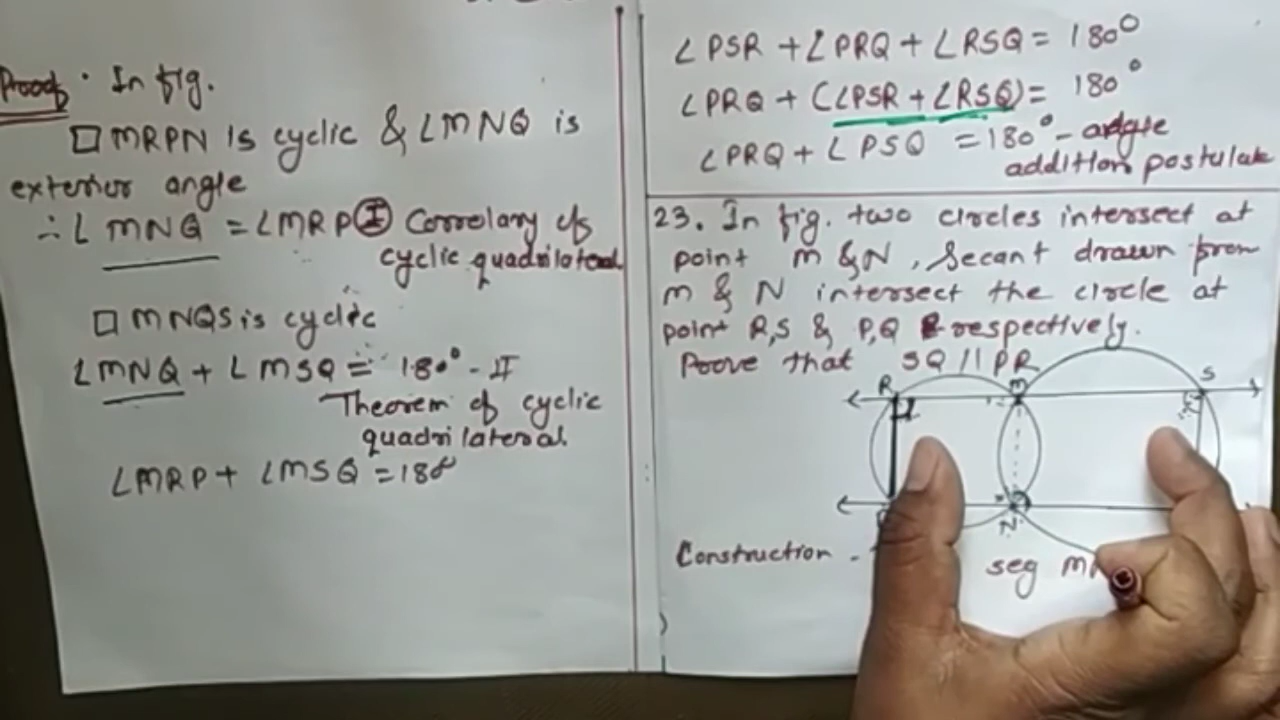 Proof. In fig.
□ MRPN is cyclic & ∠MNQ is
exterior angle
∴ ∠ MNQ = ∠MRP Ⓘ Correlary of
cyclic quadrilateral
□ MNQS is cyclic
∠MNQ + ∠MSQ = 180° - II
Theorem of cyclic
quadrilateral.
∠MRP + ∠MSQ = 180°
∠PSR + ∠PRQ + ∠RSQ = 180°
∠PRQ + (∠PSR + ∠RSQ) = 180°
∠PRQ + ∠PSQ = 180° - angle
addition postulate
23. In fig. two circles intersect at
point M & N, Secant drawn from
M & N intersect the circle at
point R,S & P,Q respectively.
Proove that SQ // PR
R M S
N
Construction - seg